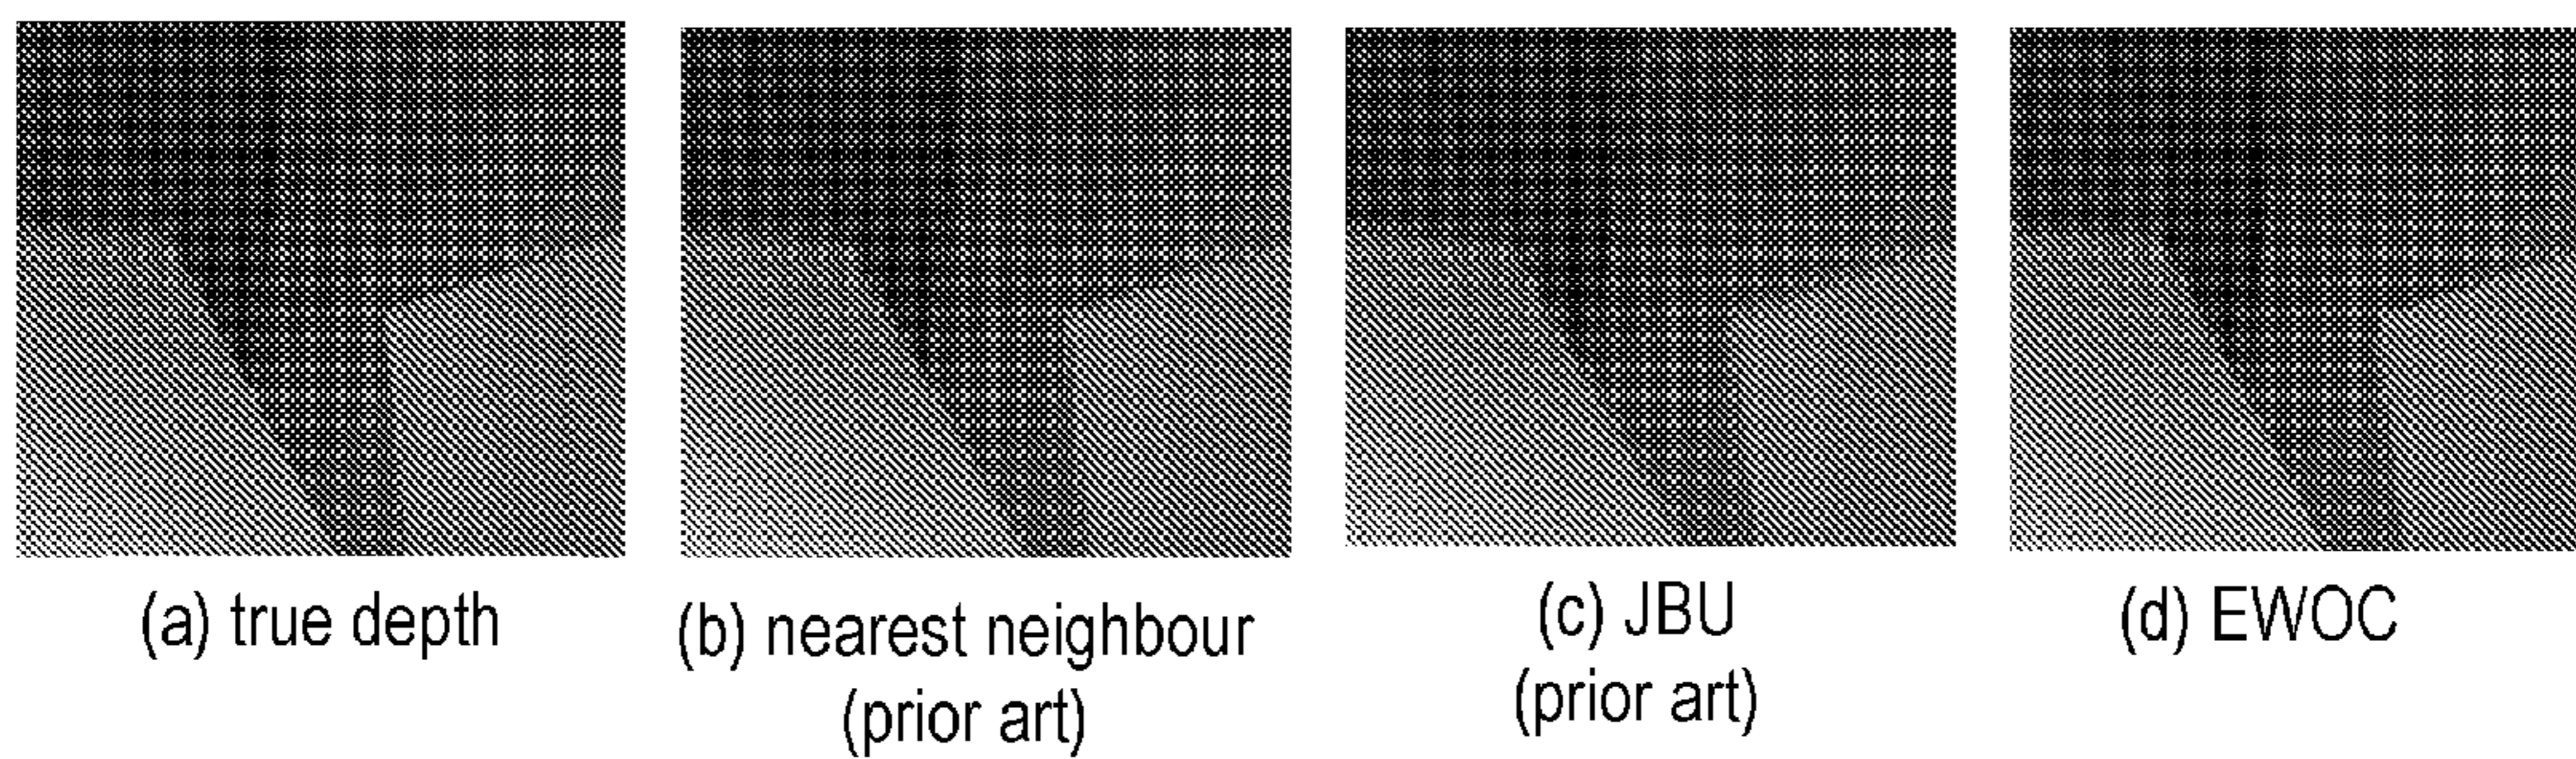 (a) true depth
(b) nearest neighbour
(prior art)
(c) JBU
(prior art)
(d) EWOC